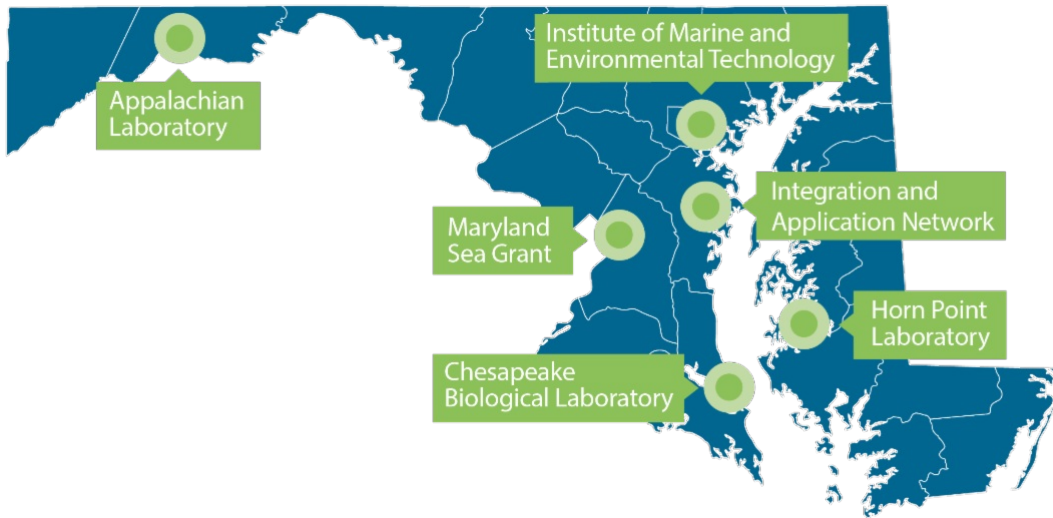 Institute of Marine and
Environmental Technology
Appalachian
Laboratory
Integration and
Application Network
Maryland
Sea Grant
Horn Point
Laboratory
Chesapeake
Biological Laboratory